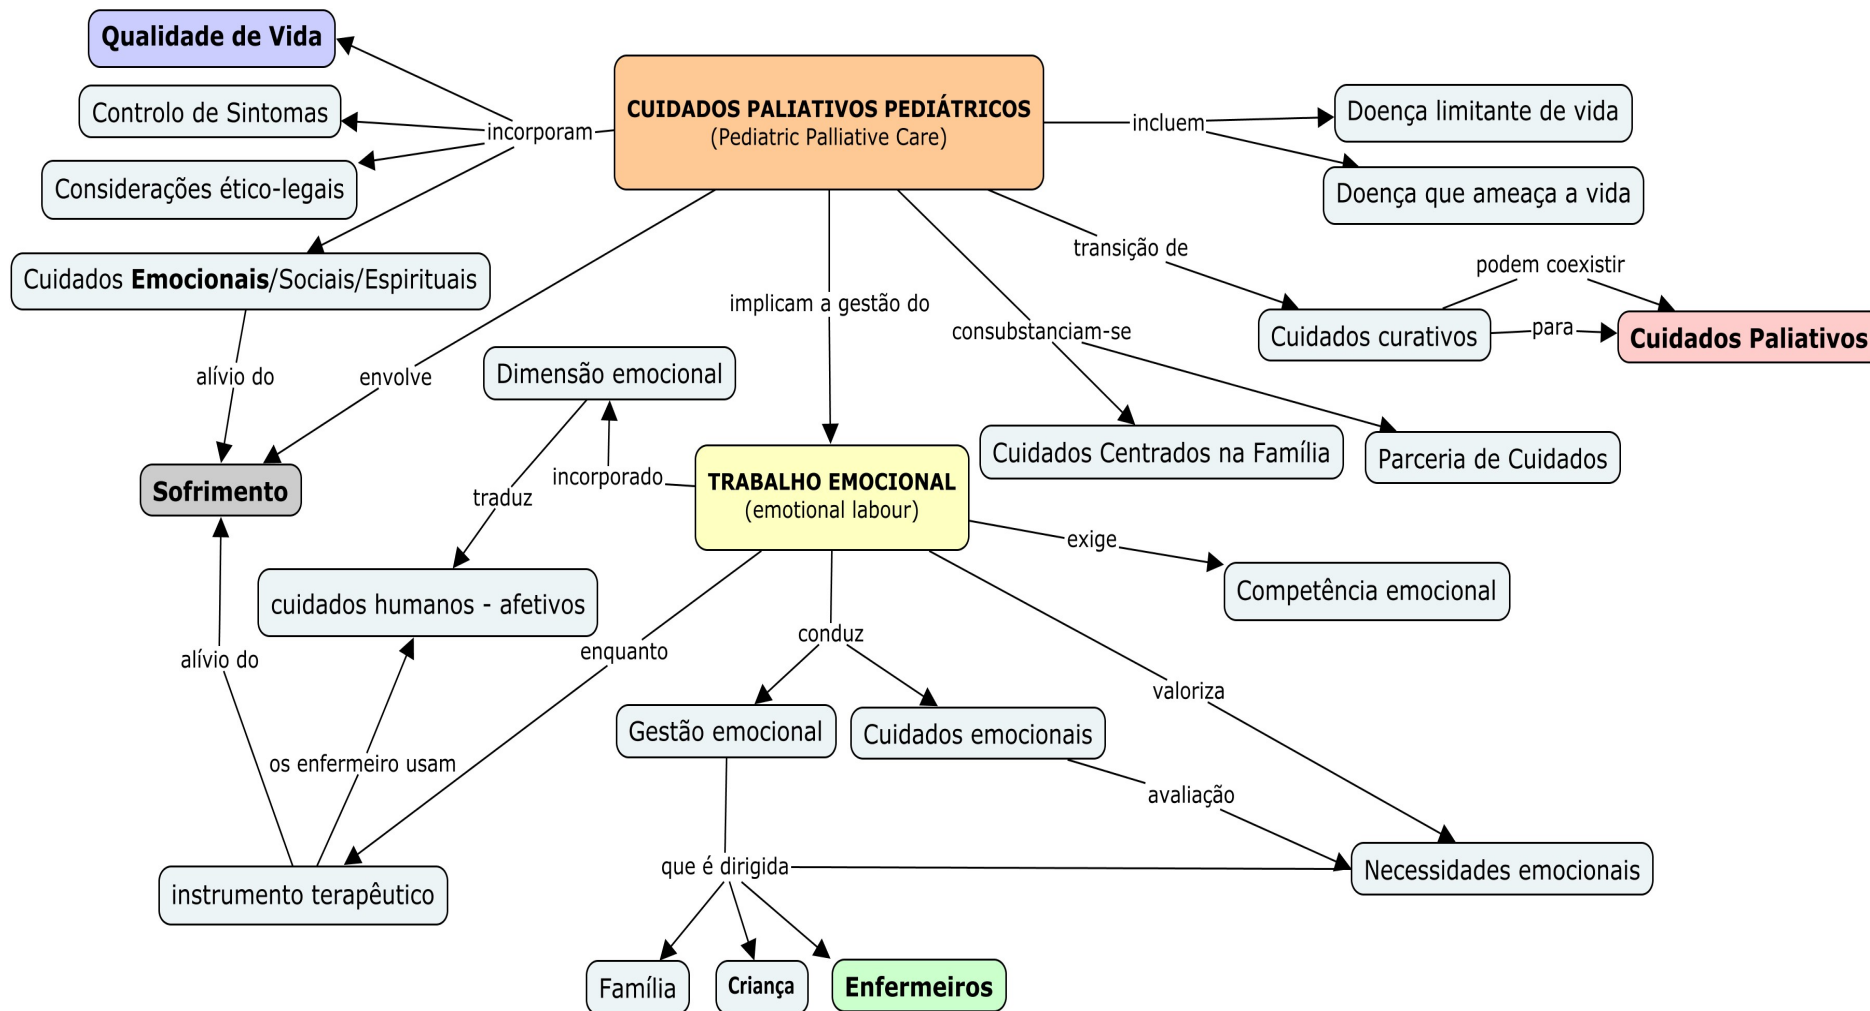 Qualidade de Vida
Controlo de Sintomas
Considerações ético-legais
Cuidados Emocionais/Sociais/Espirituais
incorporam
CUIDADOS PALIATIVOS PEDIÁTRICOS
(Pediatric Palliative Care)
incluem
Doença limitante de vida
Doença que ameaça a vida
transição de
podem coexistir
Cuidados curativos
para
Cuidados Paliativos
implicam a gestão do
consubstanciam-se
Cuidados Centrados na Família
Parceria de Cuidados
alívio do
envolve
Dimensão emocional
Sofrimento
traduz
incorporado
TRABALHO EMOCIONAL
(emotional labour)
exige
Competência emocional
cuidados humanos - afetivos
alívio do
os enfermeiro usam
enquanto
conduz
valoriza
Gestão emocional
Cuidados emocionais
avaliação
instrumento terapêutico
que é dirigida
Necessidades emocionais
Família
Criança
Enfermeiros